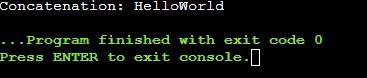 Concatenation: HelloWorld
...Program finished with exit code 0
Press ENTER to exit console.